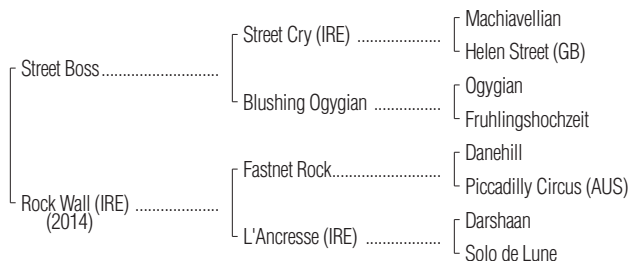 Machiavellian
Street Cry (IRE) ..................
Helen Street (GB)
Street Boss..........................
Ogygian
Blushing Ogygian ................
Fruhlingshochzeit
Danehill
Fastnet Rock.......................
Piccadilly Circus (AUS)
Rock Wall (IRE) ..................
(2014)
Darshaan
L'Ancresse (IRE) ................
Solo de Lune